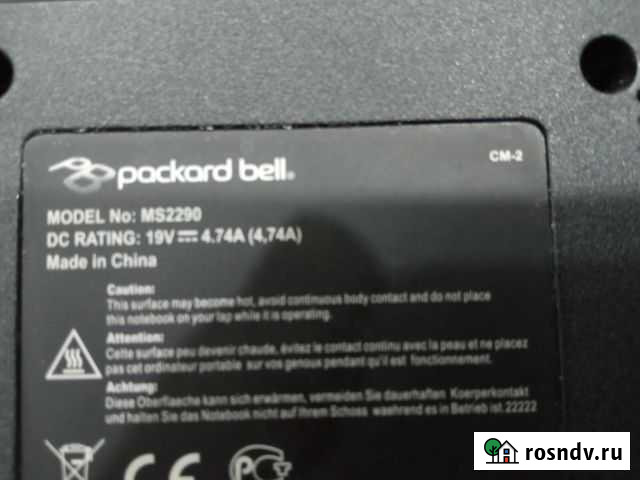 packard bell®
CM-2
MODEL No: MS2290
DC RATING: 19V⎓4.74A (4,74A)
Made in China
Caution:
This surface may become hot, avoid continuous body contact and do not place
this notebook on your lap while it is operating.
Attention:
Cette surface peu devenir chaude, évitez le contact continu avec la peau et ne placez
pas cet ordinateur portable sur vos genoux pendant qu'il est fonctionnement.
Achtung:
Diese Oberflaeche kann sich erwärmen, vermeiden Sie dauerhaften Koerperkontakt
und halten Sie das Notebook nicht auf Ihrem Schoss waehrend es in Betrieb ist.22222
CE
PG
rosndv.ru